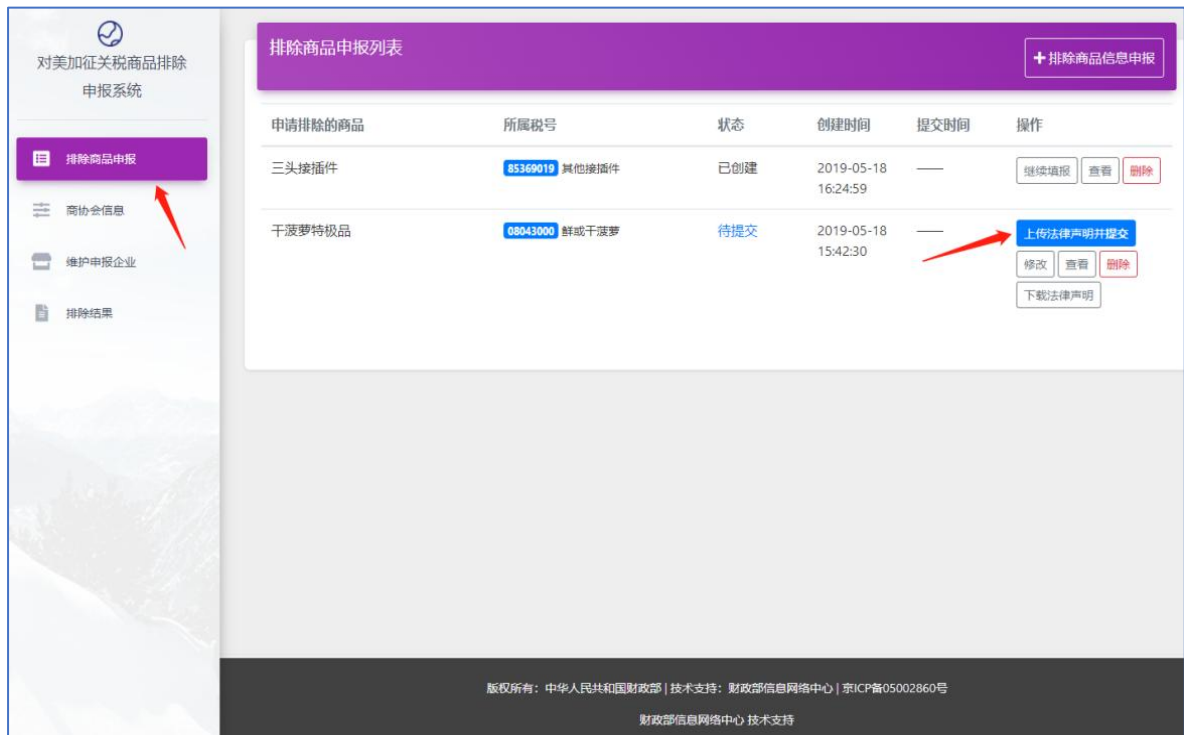 对美加征关税商品排除
申报系统
排除商品申报
商协会信息
维护申报企业
排除结果
排除商品申报列表
+排除商品信息申报
申请排除的商品 所属税号 状态 创建时间 提交时间 操作
三头接插件 85369019 其他接插件 已创建 2019-05-18 —— 继续填报 查看 删除
16:24:59
干菠萝特极品 08043000 鲜或干菠萝 待提交 2019-05-18 —— 上传法律声明并提交
15:42:30 修改 查看 删除
下载法律声明
版权所有：中华人民共和国财政部 | 技术支持：财政部信息网络中心 | 京ICP备05002860号
财政部信息网络中心 技术支持